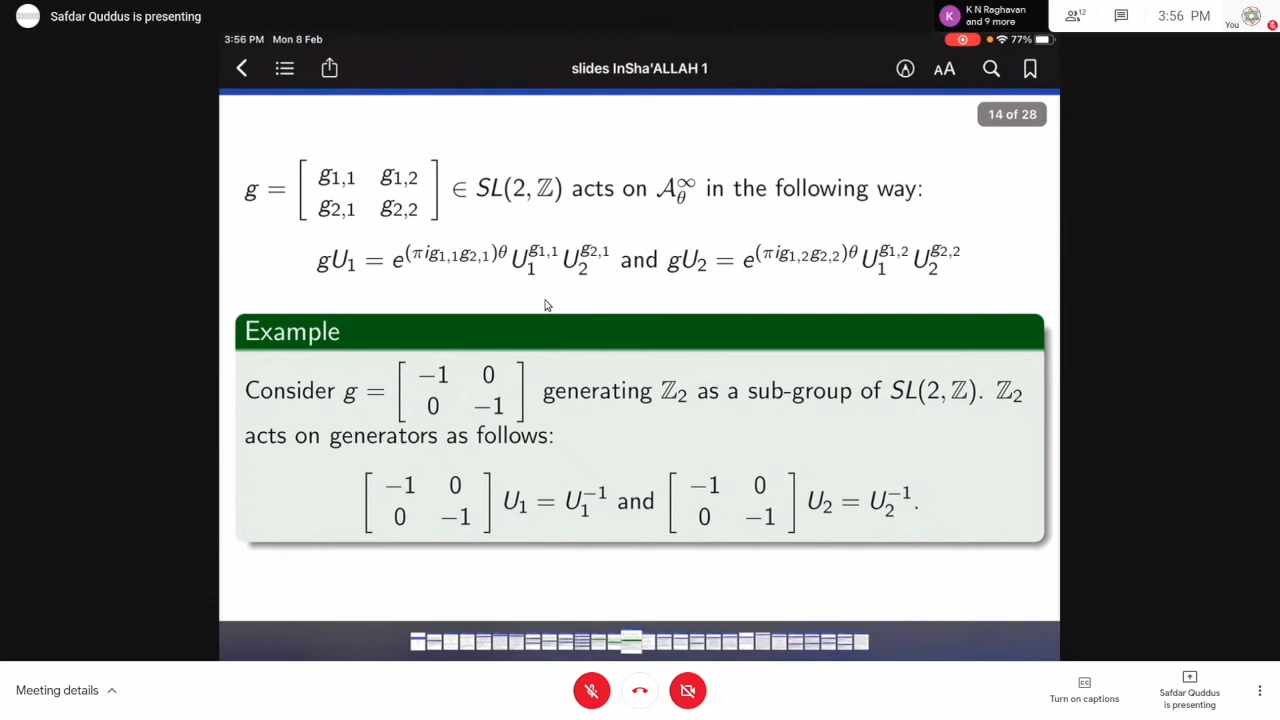 Safdar Quddus is presenting
K N Raghavan
and 9 more
12
3:56 PM
You
3:56 PM Mon 8 Feb
77%
slides InSha'ALLAH 1
AA
14 of 28
g = [ g_{1,1} g_{1,2} ; g_{2,1} g_{2,2} ] ∈ SL(2, ℤ) acts on 𝒜_θ^∞ in the following way:
gU_1 = e^{(πig_{1,1}g_{2,1})θ} U_1^{g_{1,1}} U_2^{g_{2,1}} and gU_2 = e^{(πig_{1,2}g_{2,2})θ} U_1^{g_{1,2}} U_2^{g_{2,2}}
Example
Consider g = [ −1 0 ; 0 −1 ] generating ℤ_2 as a sub-group of SL(2, ℤ). ℤ_2
acts on generators as follows:
[ −1 0 ; 0 −1 ] U_1 = U_1^{−1} and [ −1 0 ; 0 −1 ] U_2 = U_2^{−1}.
Meeting details
CC
Turn on captions
Safdar Quddus
is presenting